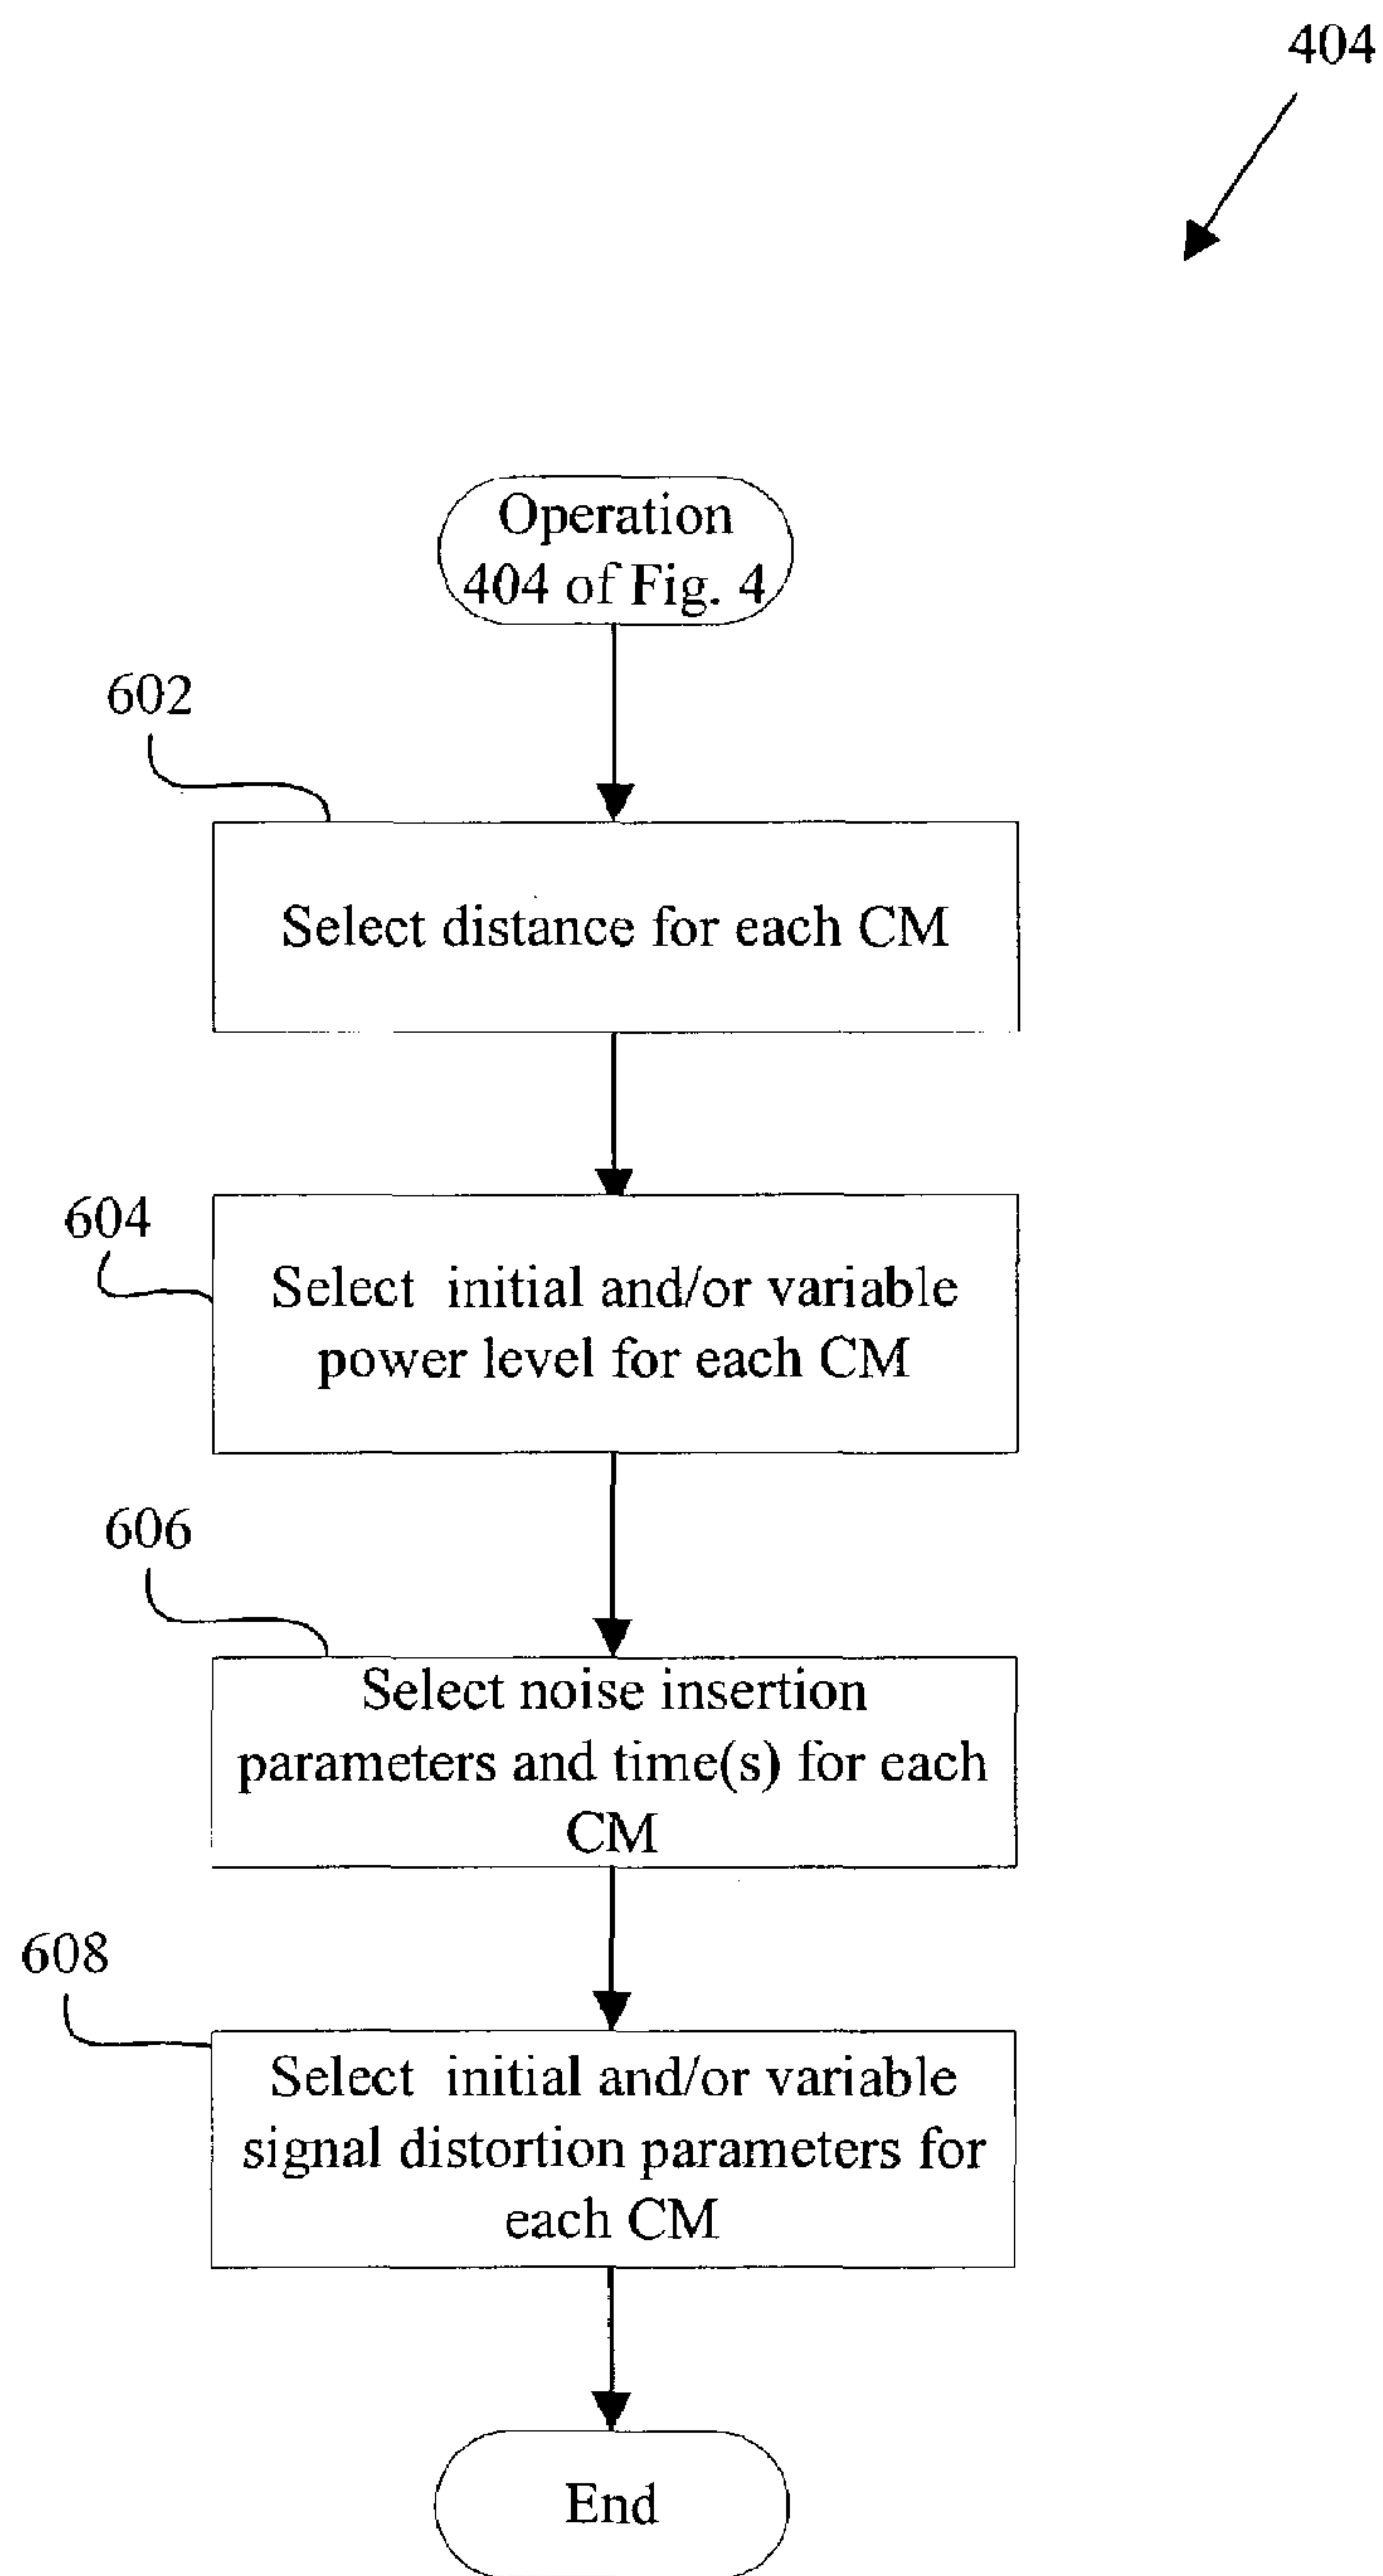 404
Operation
404 of Fig. 4
602
Select distance for each CM
604
Select initial and/or variable
power level for each CM
606
Select noise insertion
parameters and time(s) for each
CM
608
Select initial and/or variable
signal distortion parameters for
each CM
End